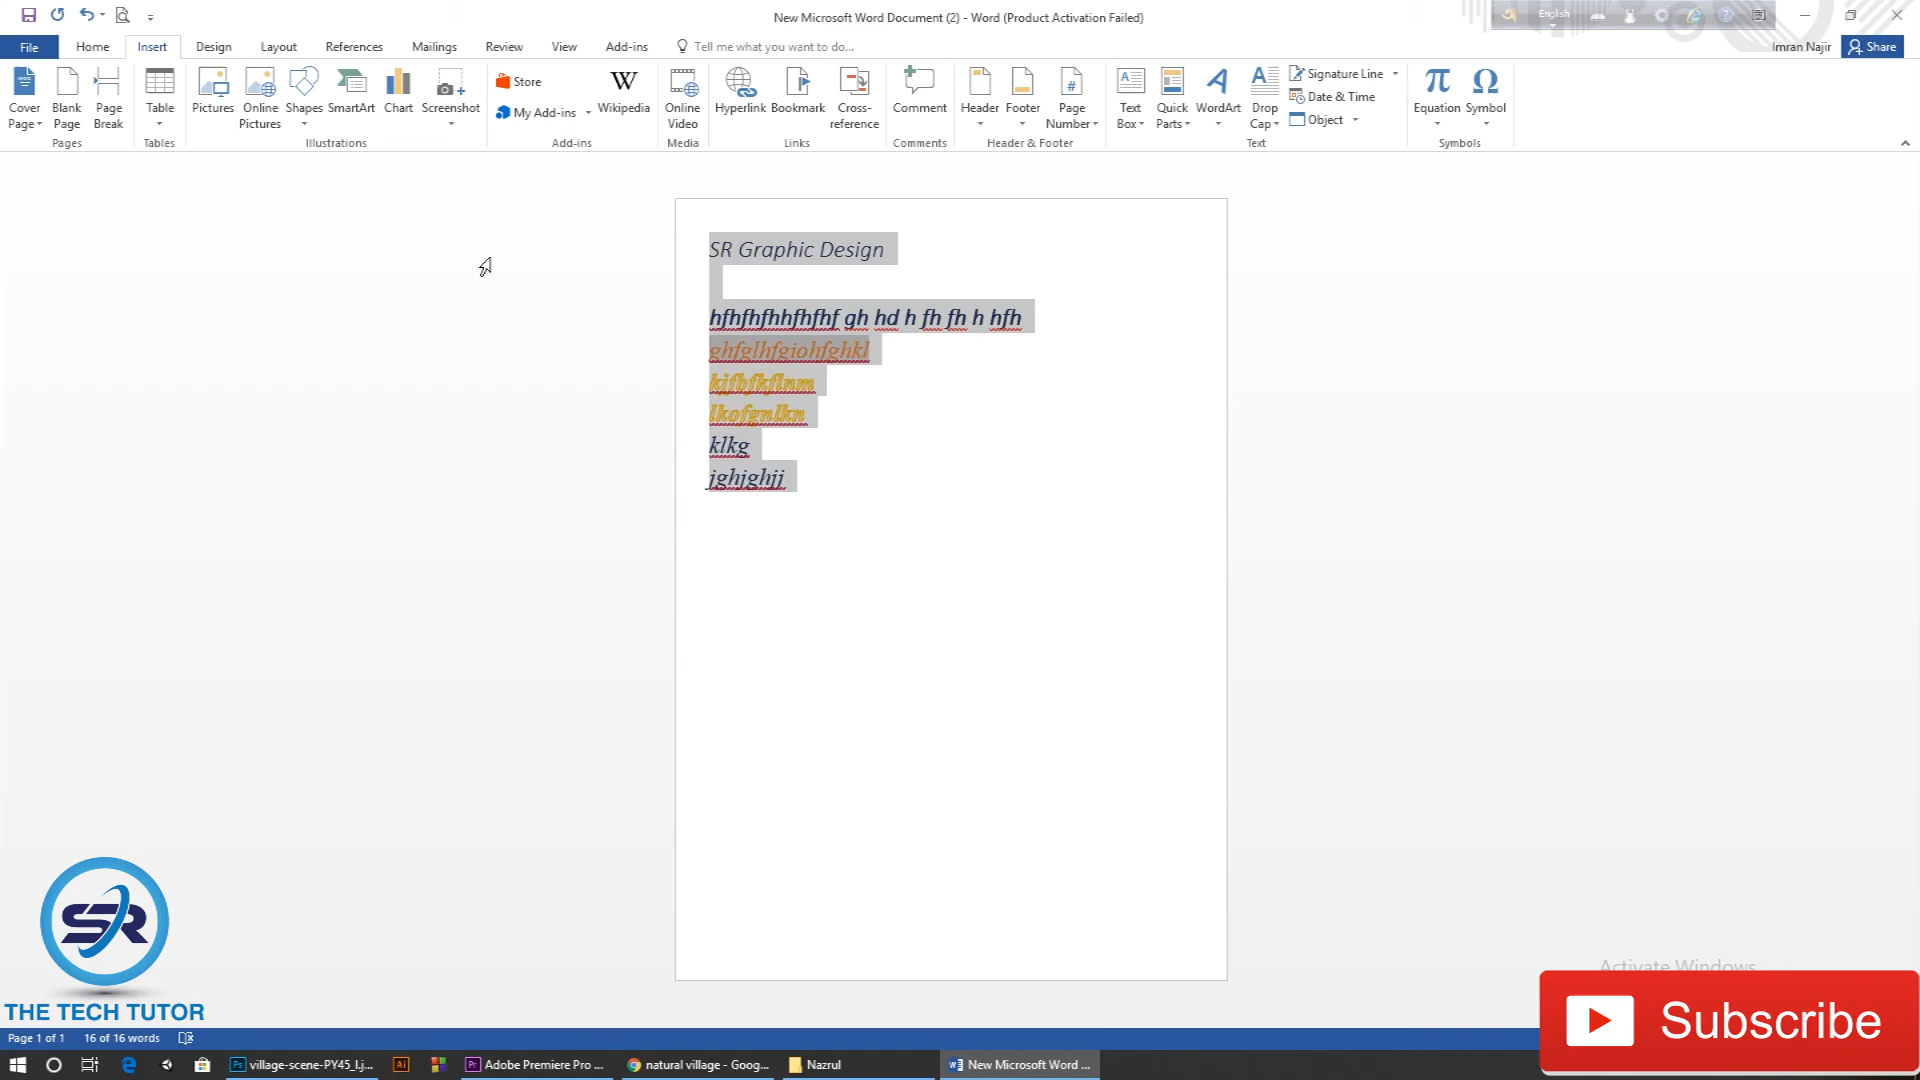 New Microsoft Word Document (2) - Word (Product Activation Failed)
English
File Home Insert Design Layout References Mailings Review View Add-ins Tell me what you want to do...
Imran Najir Share
Cover Page
Blank Page
Page Break
Pages
Table
Tables
Pictures
Online Pictures
Shapes
SmartArt
Chart
Screenshot
Illustrations
Store
My Add-ins
Wikipedia
Add-ins
Online Video
Media
Hyperlink
Bookmark
Cross-reference
Links
Comment
Comments
Header
Footer
Page Number
Header & Footer
Text Box
Quick Parts
WordArt
Drop Cap
Signature Line
Date & Time
Object
Text
Equation
Symbol
Symbols
SR Graphic Design
hfhfhfhhfhfhf gh hd h fh fh h hfh
ghfglhfgiohfghkl
kjfbfkflnm
lkofgnlkn
klkg
jghjghjj
SR
THE TECH TUTOR
Activate Windows
Subscribe
Page 1 of 1 16 of 16 words
village-scene-PY45_l.j...
Adobe Premiere Pro ...
natural village - Goog...
Nazrul
New Microsoft Word ...